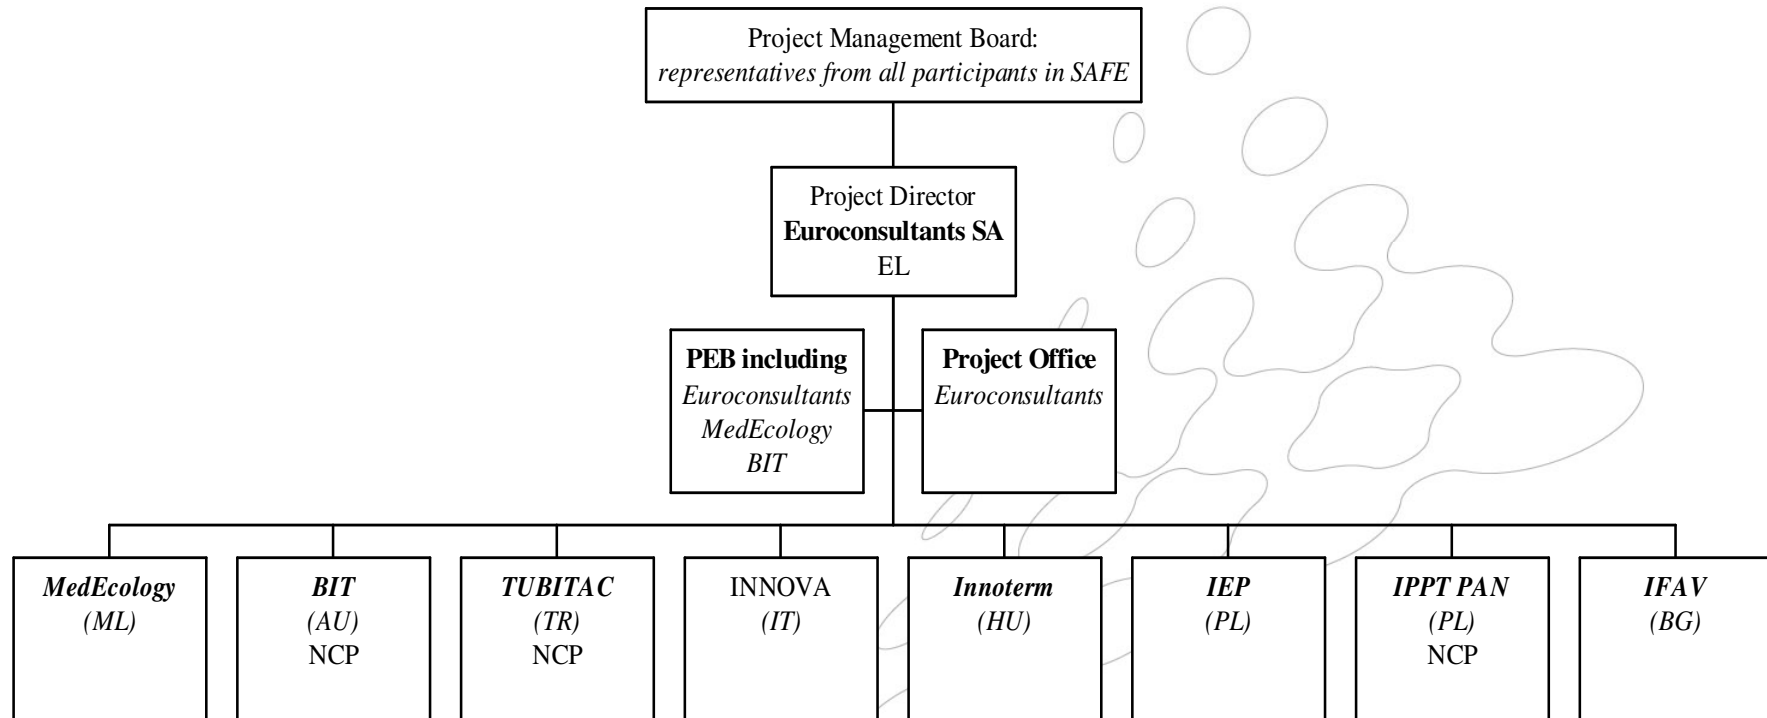 Project Management Board:
representatives from all participants in SAFE
Project Director
Euroconsultants SA
EL
PEB including
Euroconsultants
MedEcology
BIT
Project Office
Euroconsultants
MedEcology
(ML)
BIT
(AU)
NCP
TUBITAC
(TR)
NCP
INNOVA
(IT)
Innoterm
(HU)
IEP
(PL)
IPPT PAN
(PL)
NCP
IFAV
(BG)